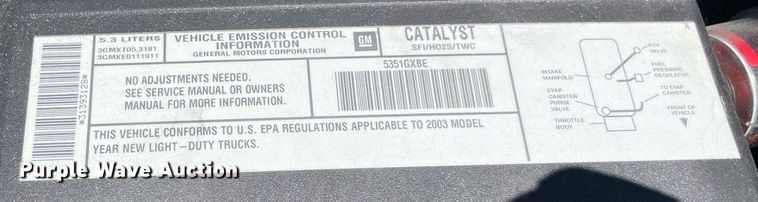 5.3 LITERS
3GMXT05.3181
3GMXE0111911
VEHICLE EMISSION CONTROL
INFORMATION
GENERAL MOTORS CORPORATION
GM
CATALYST
SFI/HO2S/TWC
A
*31393128*
NO ADJUSTMENTS NEEDED.
SEE SERVICE MANUAL OR OWNERS
MANUAL FOR MORE INFORMATION.
5351GXBE
PCV
VALVE
INTAKE
MANIFOLD
FUEL
PRESSURE
REGULATOR
EVAP
CANISTER
PURGE
VALVE
TO EVAP
CANISTER
THROTTLE
BODY
FRONT OF
VEHICLE
THIS VEHICLE CONFORMS TO U.S. EPA REGULATIONS APPLICABLE TO 2003 MODEL
YEAR NEW LIGHT-DUTY TRUCKS.
Purple Wave Auction